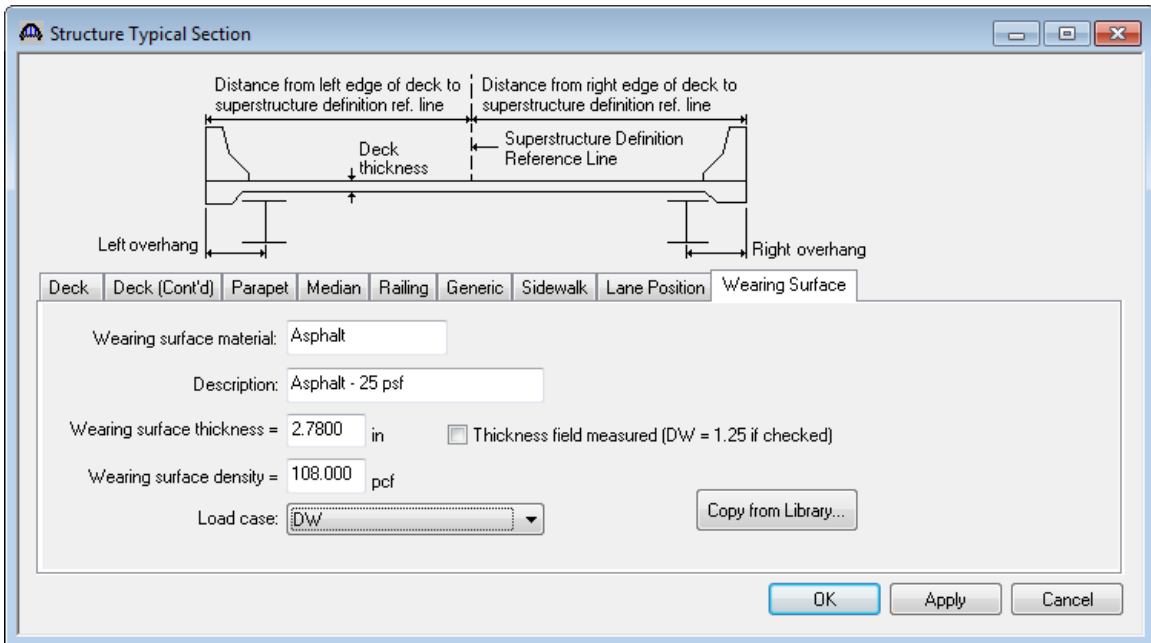 Structure Typical Section
Distance from left edge of deck to
superstructure definition ref. line
Distance from right edge of deck to
superstructure definition ref. line
Deck
thickness
Superstructure Definition
Reference Line
Left overhang
Right overhang
Deck Deck (Cont'd) Parapet Median Railing Generic Sidewalk Lane Position Wearing Surface
Wearing surface material: Asphalt
Description: Asphalt - 25 psf
Wearing surface thickness = 2.7800 in Thickness field measured (DW = 1.25 if checked)
Wearing surface density = 108.000 pcf
Load case: DW Copy from Library...
OK Apply Cancel